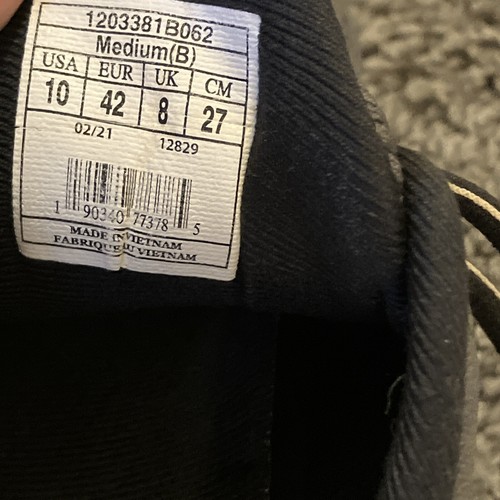 1203381B062
Medium(B)
USA EUR UK CM
10 42 8 27
02/21 12829
1 90340 77378 5
MADE IN VIETNAM
FABRIQUE AU VIETNAM